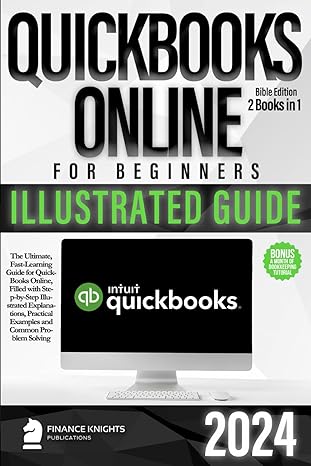 QUICKBOOKS
Bible Edition
ONLINE
2 Books in 1
FOR BEGINNERS
ILLUSTRATED GUIDE
The Ultimate,
Fast-Learning
Guide for Quick-
Books Online,
Filled with Ste-
p-by-Step Illu-
strated Explana-
tions, Practical
Examples and
Common Pro-
blem Solving
BONUS
A MONTH OF
BOOKKEEPING
TUTORIAL
qb
intuit
quickbooks
FINANCE KNIGHTS
PUBLICATIONS
2024